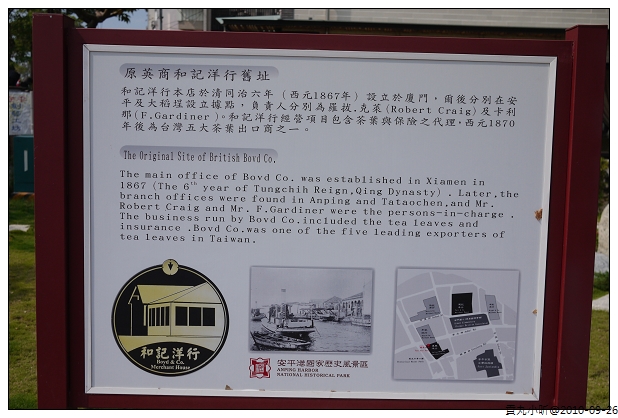 原英商和記洋行舊址
和記洋行本店於清同治六年（西元1867年）設立於廈門，爾後分別在安
平及大稻埕設立據點，負責人分別為羅拔.克萊(Robert Craig)及卡利
那(F.Gardiner)。和記洋行經營項目包含茶葉與保險之代理，西元1870
年後為台灣五大茶葉出口商之一。
The Original Site of British Bovd Co.
The main office of Bovd Co. was established in Xiamen in
1867 (The 6th year of Tungchih Reign,Qing Dynasty) . Later,the
branch offices were found in Anping and Tataochen,and Mr.
Robert Craig and Mr. F.Gardiner were the persons-in-charge .
The business run by Bovd Co.included the tea leaves and
insurance .Bovd Co.was one of the five leading exporters of
tea leaves in Taiwan.
和記洋行
Boyd & Co.
Merchant House
安平港國家歷史風景區
ANPING HARBOR
NATIONAL HISTORICAL PARK
@2010-09-26